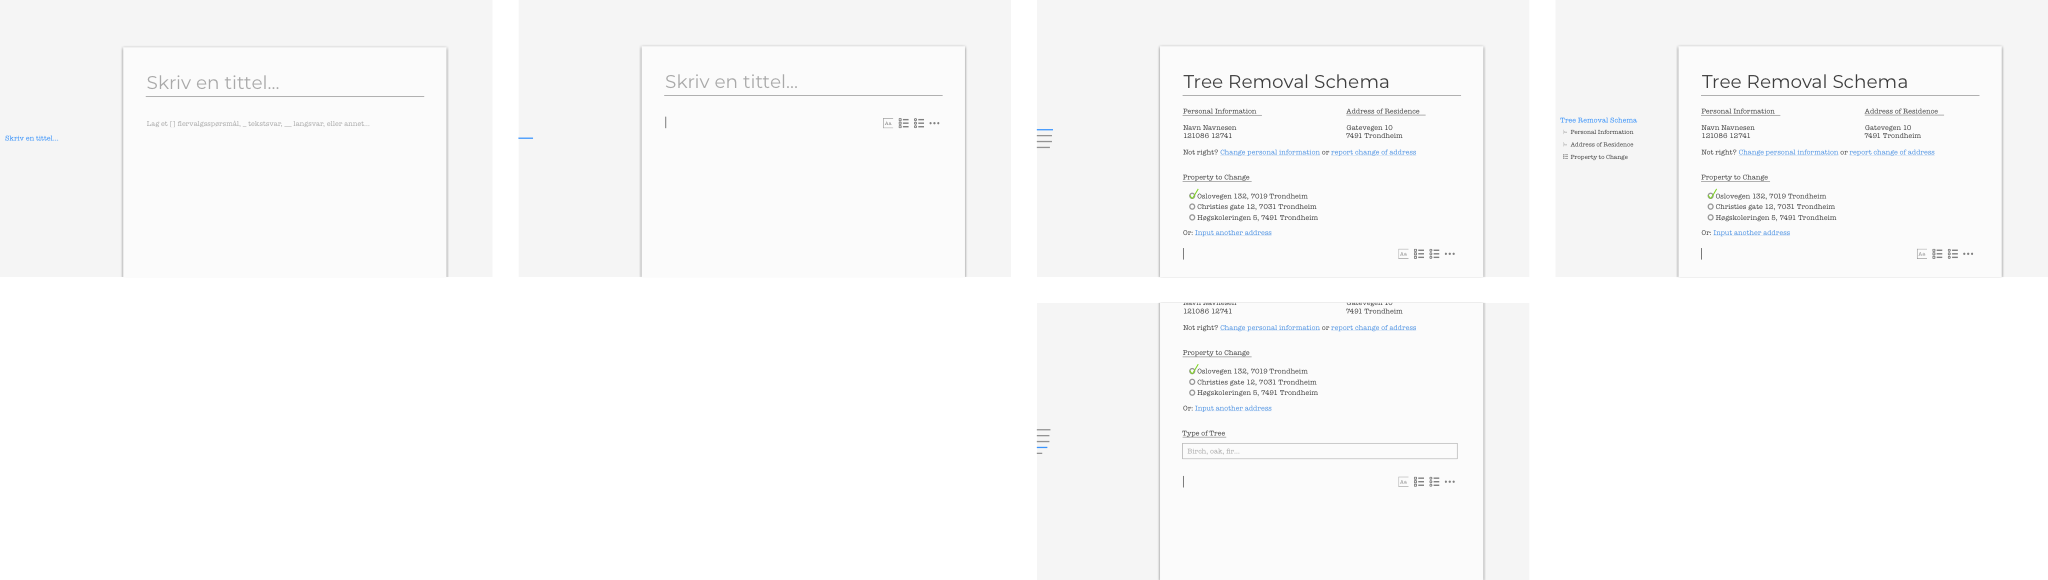 Skriv en tittel...
Lag et [ ] flervalgsspørsmål, _ tekstsvar, __ langsvar, eller annet...
Skriv en tittel...
Skriv en tittel...
Aa
Tree Removal Schema
Personal Information Address of Residence
Navn Navnesen Gatevegen 10
121086 12741 7491 Trondheim
Not right? Change personal information or report change of address
Property to Change
Oslovegen 132, 7019 Trondheim
Christies gate 12, 7031 Trondheim
Høgskoleringen 5, 7491 Trondheim
Or: Input another address
Aa
Tree Removal Schema
Personal Information
Address of Residence
Property to Change
Tree Removal Schema
Personal Information Address of Residence
Navn Navnesen Gatevegen 10
121086 12741 7491 Trondheim
Not right? Change personal information or report change of address
Property to Change
Oslovegen 132, 7019 Trondheim
Christies gate 12, 7031 Trondheim
Høgskoleringen 5, 7491 Trondheim
Or: Input another address
Aa
Navn Navnesen Gatevegen 10
121086 12741 7491 Trondheim
Not right? Change personal information or report change of address
Property to Change
Oslovegen 132, 7019 Trondheim
Christies gate 12, 7031 Trondheim
Høgskoleringen 5, 7491 Trondheim
Or: Input another address
Type of Tree
Birch, oak, fir...
Aa